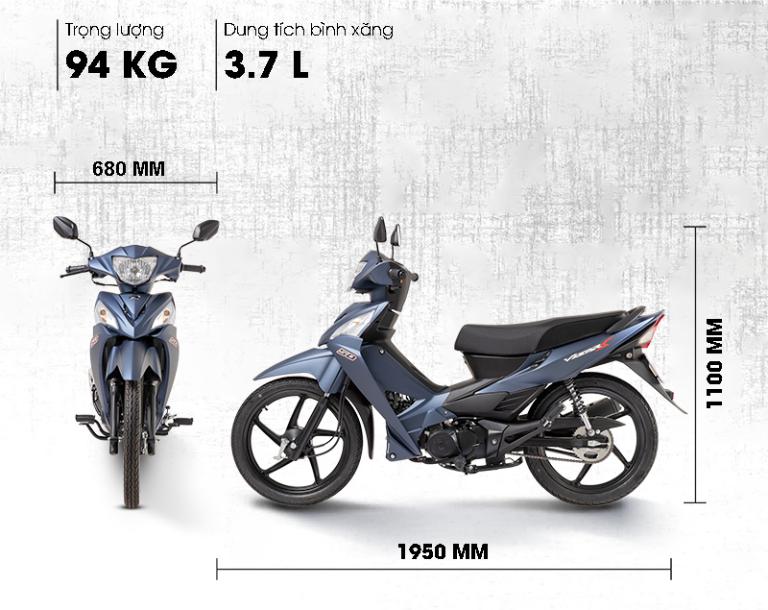 Trọng lượng
94 KG
Dung tích bình xăng
3.7 L
680 MM
1100 MM
1950 MM